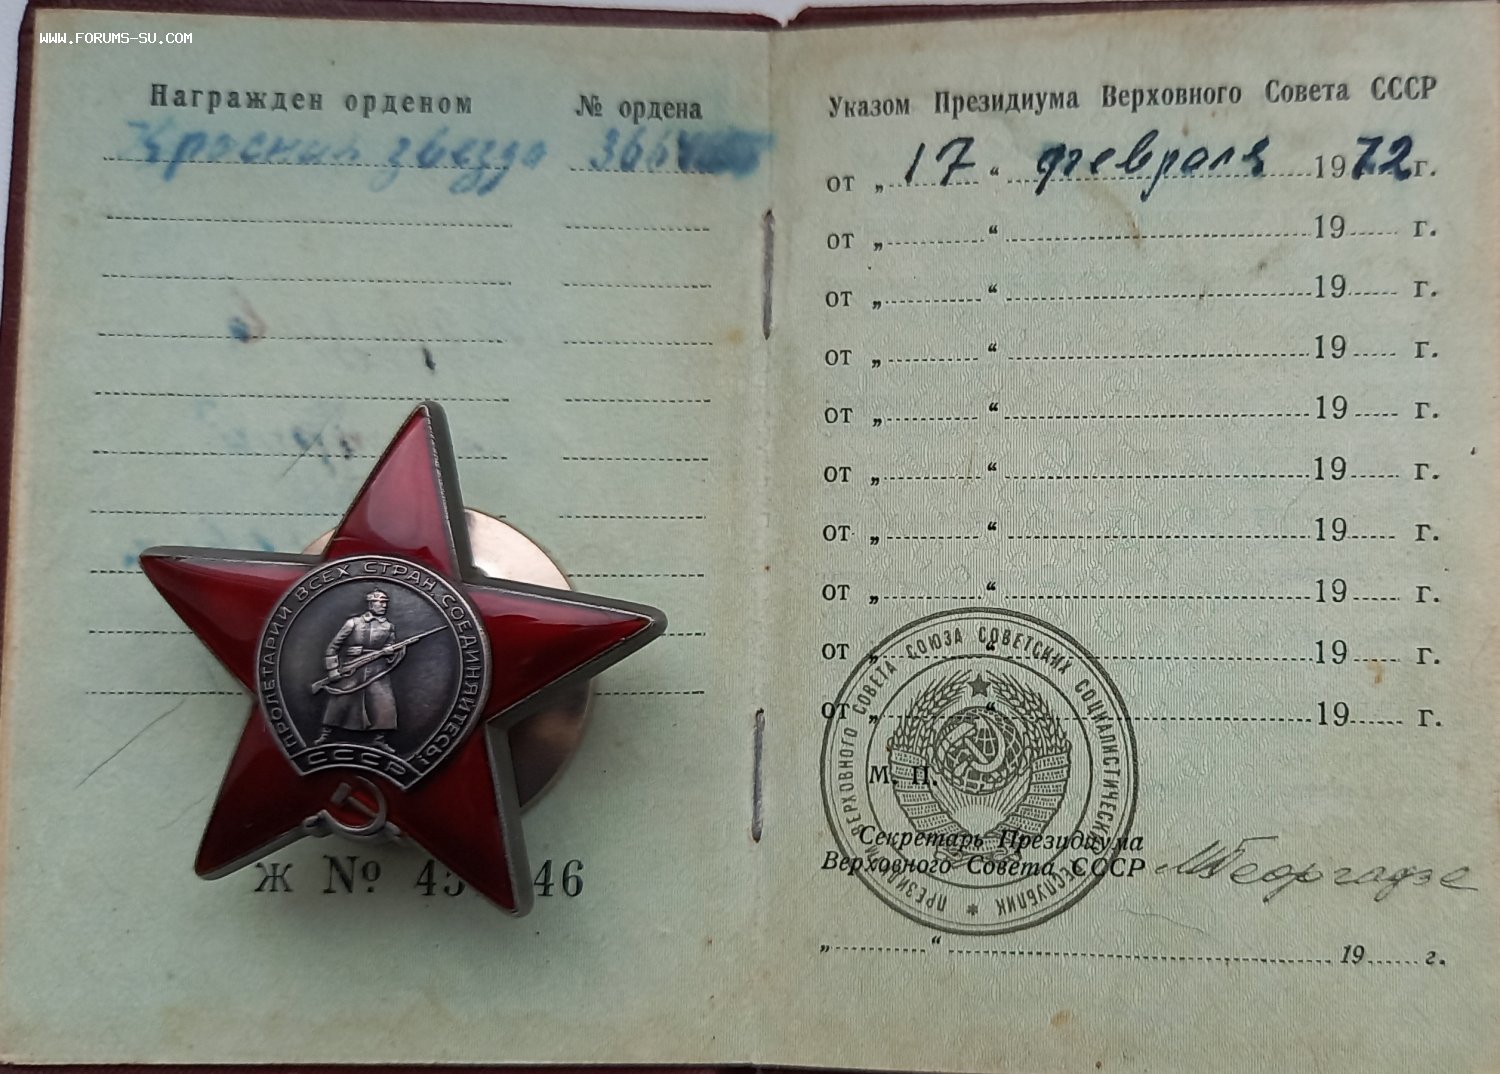 WWW.FORUMS-SU.COM
Награжден орденом № ордена
Красная звезда 366
Указом Президиума Верховного Совета СССР
от „ 17 “ февраля 1972 г.
от „ “ 19 г.
от „ “ 19 г.
от „ “ 19 г.
от „ “ 19 г.
от „ “ 19 г.
от „ “ 19 г.
от „ “ 19 г.
от „ “ 19 г.
от „ “ 19 г.
ПРОЛЕТАРИИ ВСЕХ СТРАН СОЕДИНЯЙТЕСЬ!
СССР
Ж № 45 46
ПРЕЗИДИУМ ВЕРХОВНОГО СОВЕТА СОЮЗА СОВЕТСКИХ СОЦИАЛИСТИЧЕСКИХ РЕСПУБЛИК
М. П.
Секретарь Президиума
Верховного Совета СССР МГеоргадзе
„ “ 19 г.